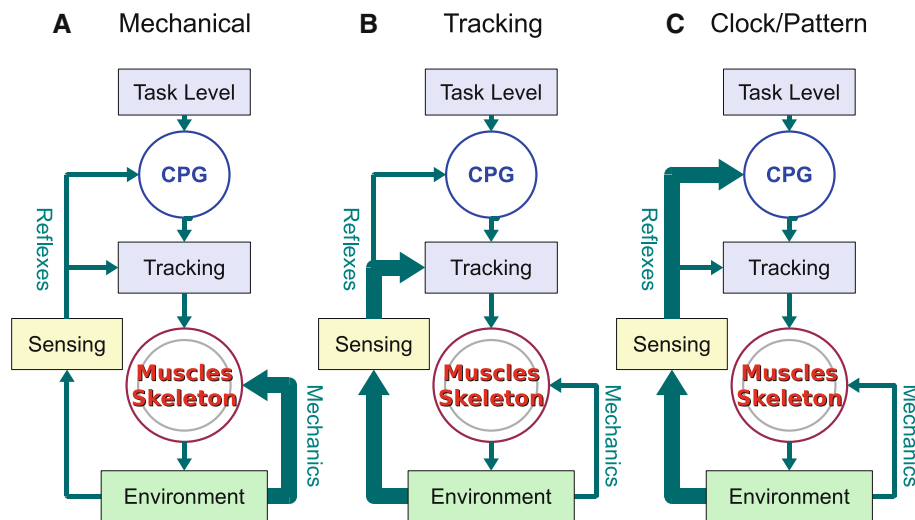 A Mechanical
Task Level
CPG
Reflexes
Tracking
Sensing
Muscles
Skeleton
Mechanics
Environment
B Tracking
Task Level
CPG
Reflexes
Tracking
Sensing
Muscles
Skeleton
Mechanics
Environment
C Clock/Pattern
Task Level
CPG
Reflexes
Tracking
Sensing
Muscles
Skeleton
Mechanics
Environment